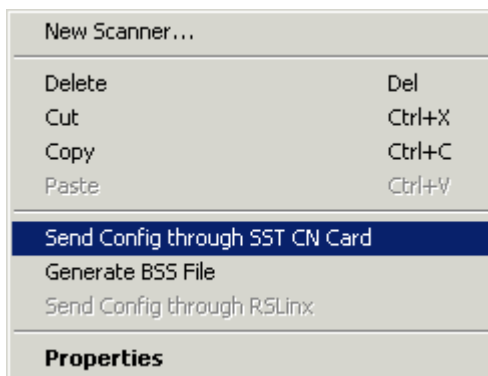 New Scanner...
Delete Del
Cut Ctrl+X
Copy Ctrl+C
Paste Ctrl+V
Send Config through SST CN Card
Generate BSS File
Send Config through RSLinx
Properties